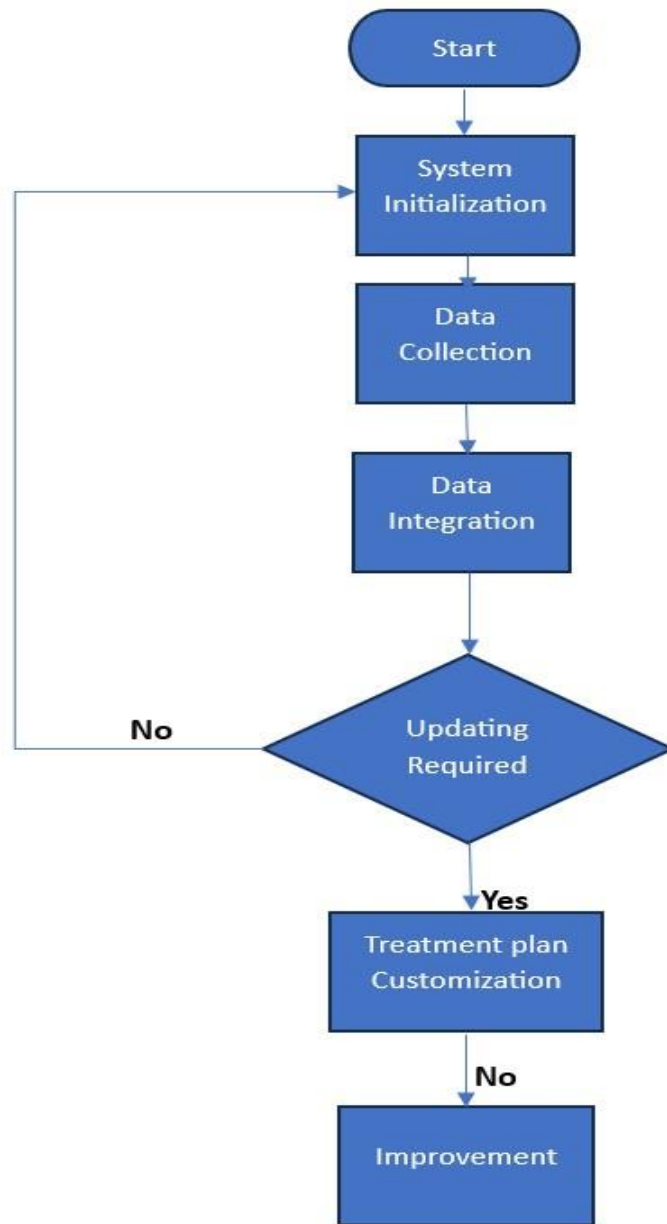 Start
System
Initialization
Data
Collection
Data
Integration
No
Updating
Required
Yes
Treatment plan
Customization
No
Improvement